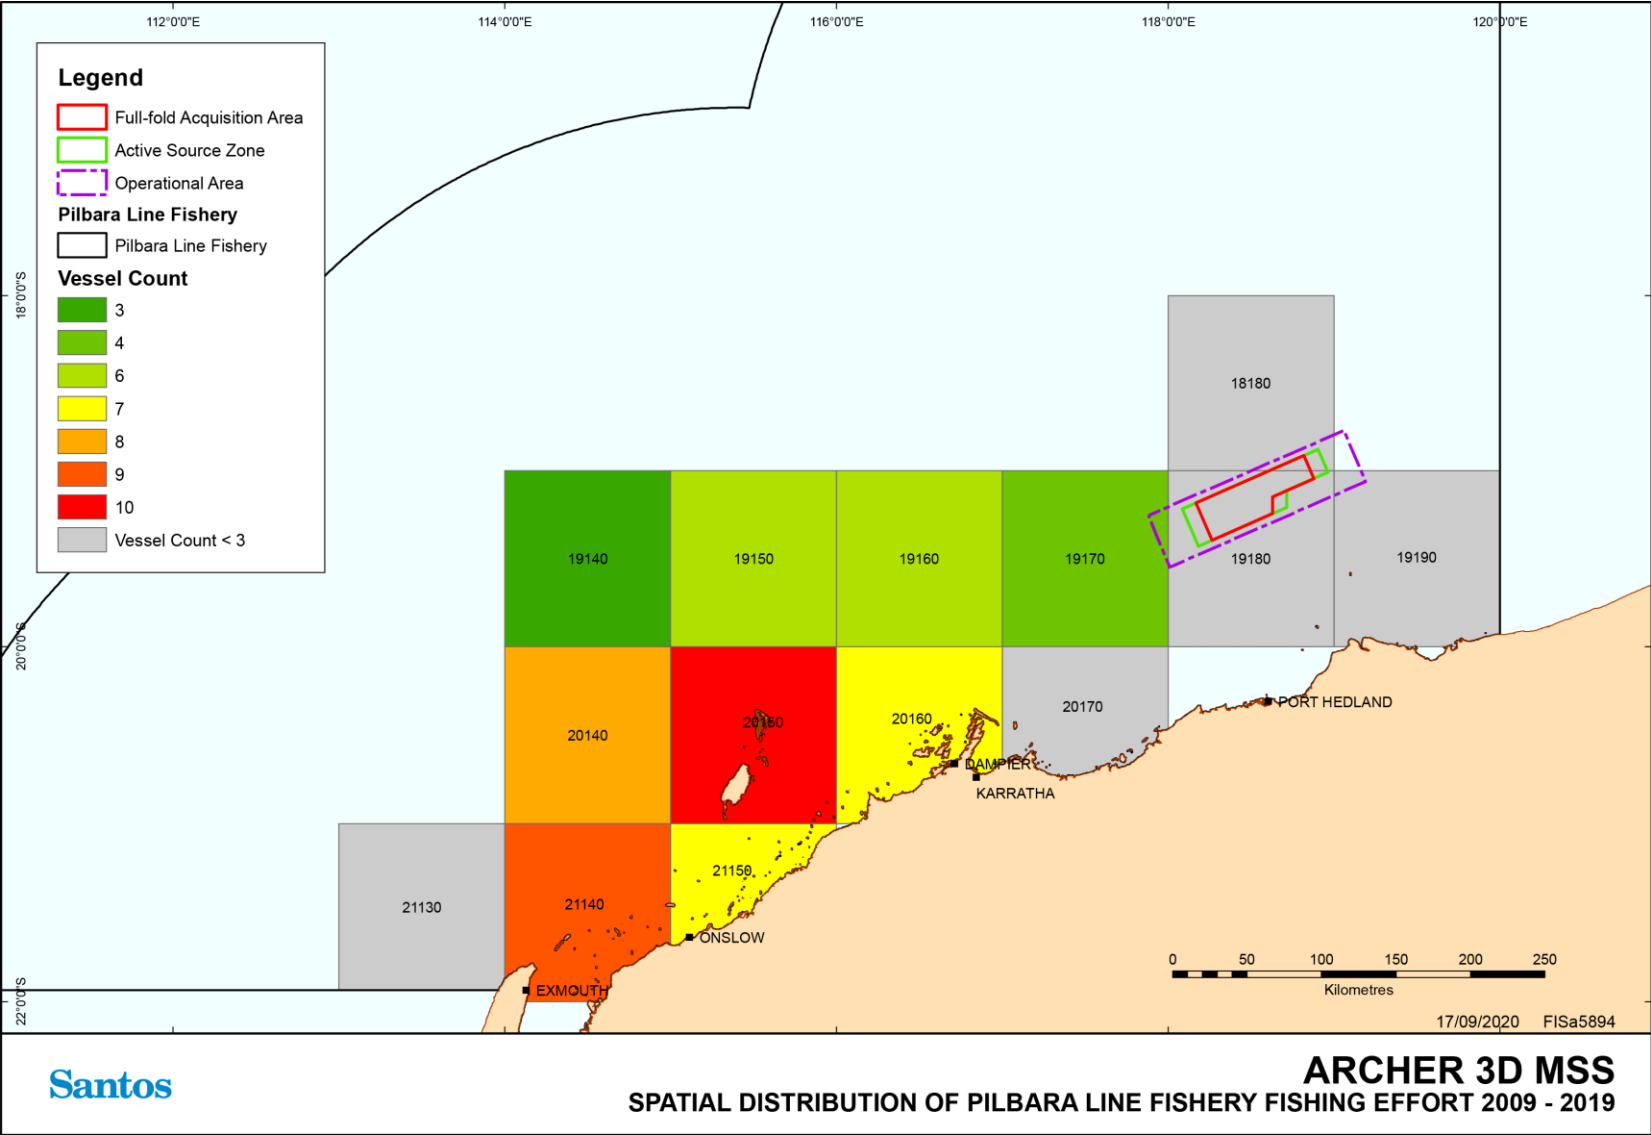 112°0'0"E
114°0'0"E
116°0'0"E
118°0'0"E
120°0'0"E
Legend
Full-fold Acquisition Area
Active Source Zone
Operational Area
Pilbara Line Fishery
Pilbara Line Fishery
Vessel Count
3
4
6
7
8
9
10
Vessel Count < 3
18°0'0"S
20°0'0"S
22°0'0"S
18180
19140
19150
19160
19170
19180
19190
20140
20150
20160
20170
PORT HEDLAND
DAMPIER
KARRATHA
21130
21140
21150
ONSLOW
EXMOUTH
0 50 100 150 200 250
Kilometres
17/09/2020 FISa5894
Santos
ARCHER 3D MSS
SPATIAL DISTRIBUTION OF PILBARA LINE FISHERY FISHING EFFORT 2009 - 2019